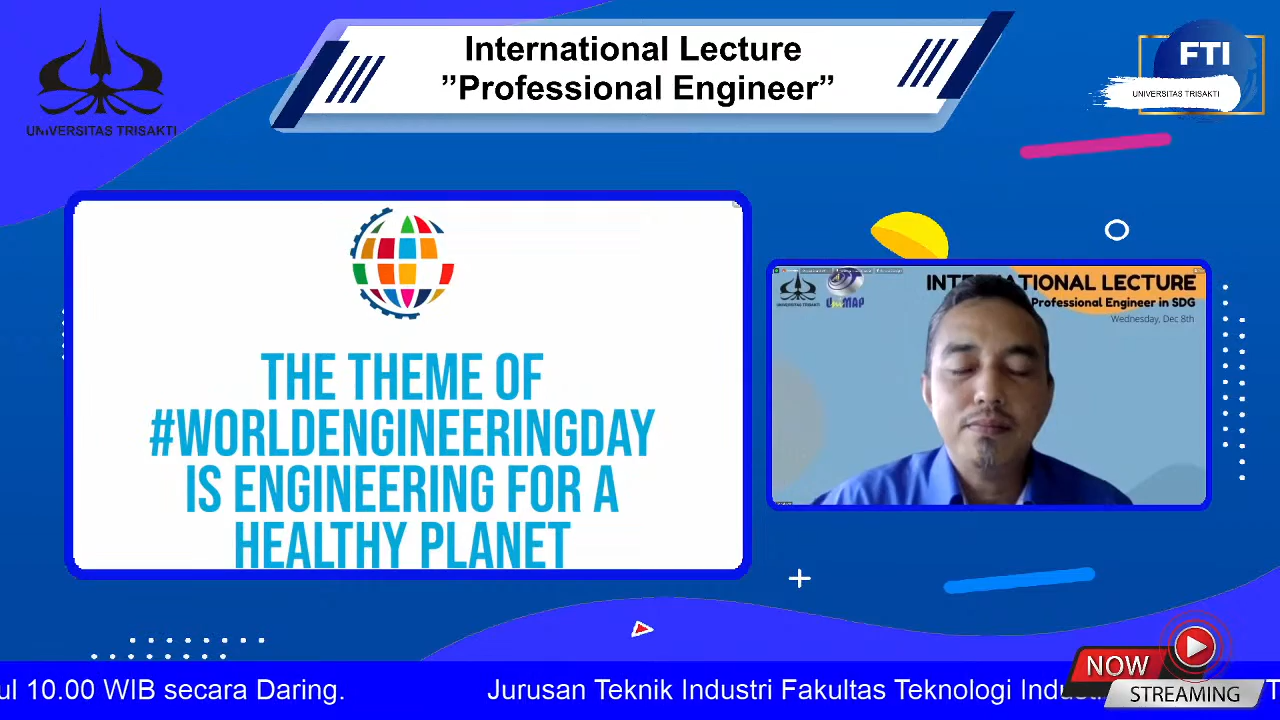 UNIVERSITAS TRISAKTI
International Lecture
”Professional Engineer”
FTI
UNIVERSITAS TRISAKTI
THE THEME OF
#WORLDENGINEERINGDAY
IS ENGINEERING FOR A
HEALTHY PLANET
INTERNATIONAL LECTURE
Professional Engineer in SDG
Wednesday, Dec 8th
UniMAP
ul 10.00 WIB secara Daring.
Jurusan Teknik Industri Fakultas Teknologi Indus
NOW
STREAMING